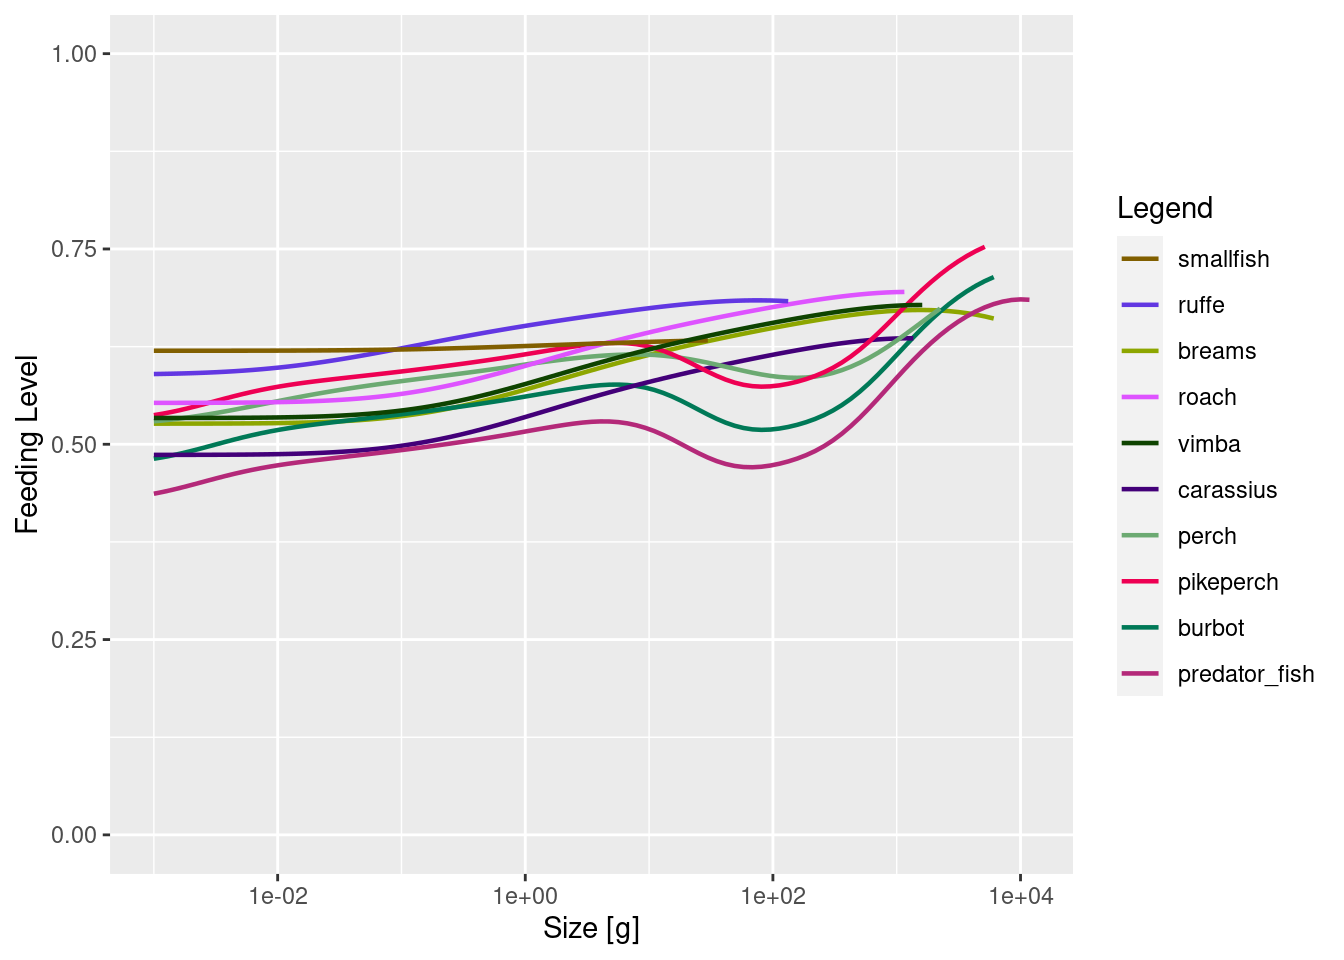 1.00
0.75
0.50
0.25
0.00
Feeding Level
1e-02
1e+00
1e+02
1e+04
Size [g]
Legend
smallfish
ruffe
breams
roach
vimba
carassius
perch
pikeperch
burbot
predator_fish